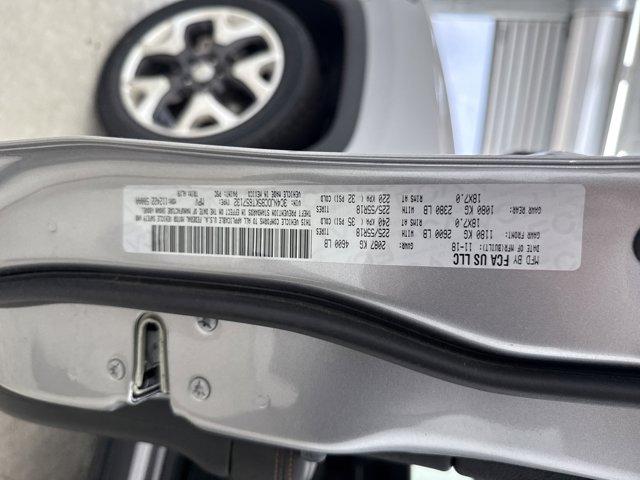 MFD BY FCA US LLC
DATE OF MFR(BUILT): 11-18 GVWR: 2087 KG 4600 LB
GAWR FRONT: 1180 KG 2600 LB WITH 225/55R18 TIRES
18X7.0 RIMS AT 240 KPA / 35 PSI COLD
GAWR REAR: 1080 KG 2380 LB WITH 225/55R18 TIRES
18X7.0 RIMS AT 220 KPA / 32 PSI COLD
THIS VEHICLE CONFORMS TO ALL APPLICABLE FEDERAL U.S.A. MOTOR VEHICLE SAFETY
THEFT PREVENTION STANDARDS IN EFFECT ON THE DATE OF MANUFACTURE SHOWN ABOVE
TYPE: MPV
VEHICLE MADE IN MEXICO